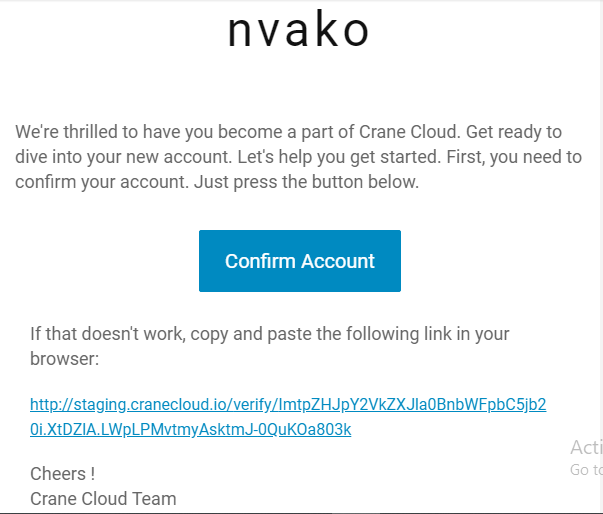 nvako
We're thrilled to have you become a part of Crane Cloud. Get ready to
dive into your new account. Let's help you get started. First, you need to
confirm your account. Just press the button below.
Confirm Account
If that doesn't work, copy and paste the following link in your
browser:
http://staging.cranecloud.io/verify/ImtpZHJpY2VkZXJla0BnbWFpbC5jb2
0i.XtDZIA.LWpLPMvtmyAsktmJ-0QuKOa803k
Acti
Go to
Cheers !
Crane Cloud Team